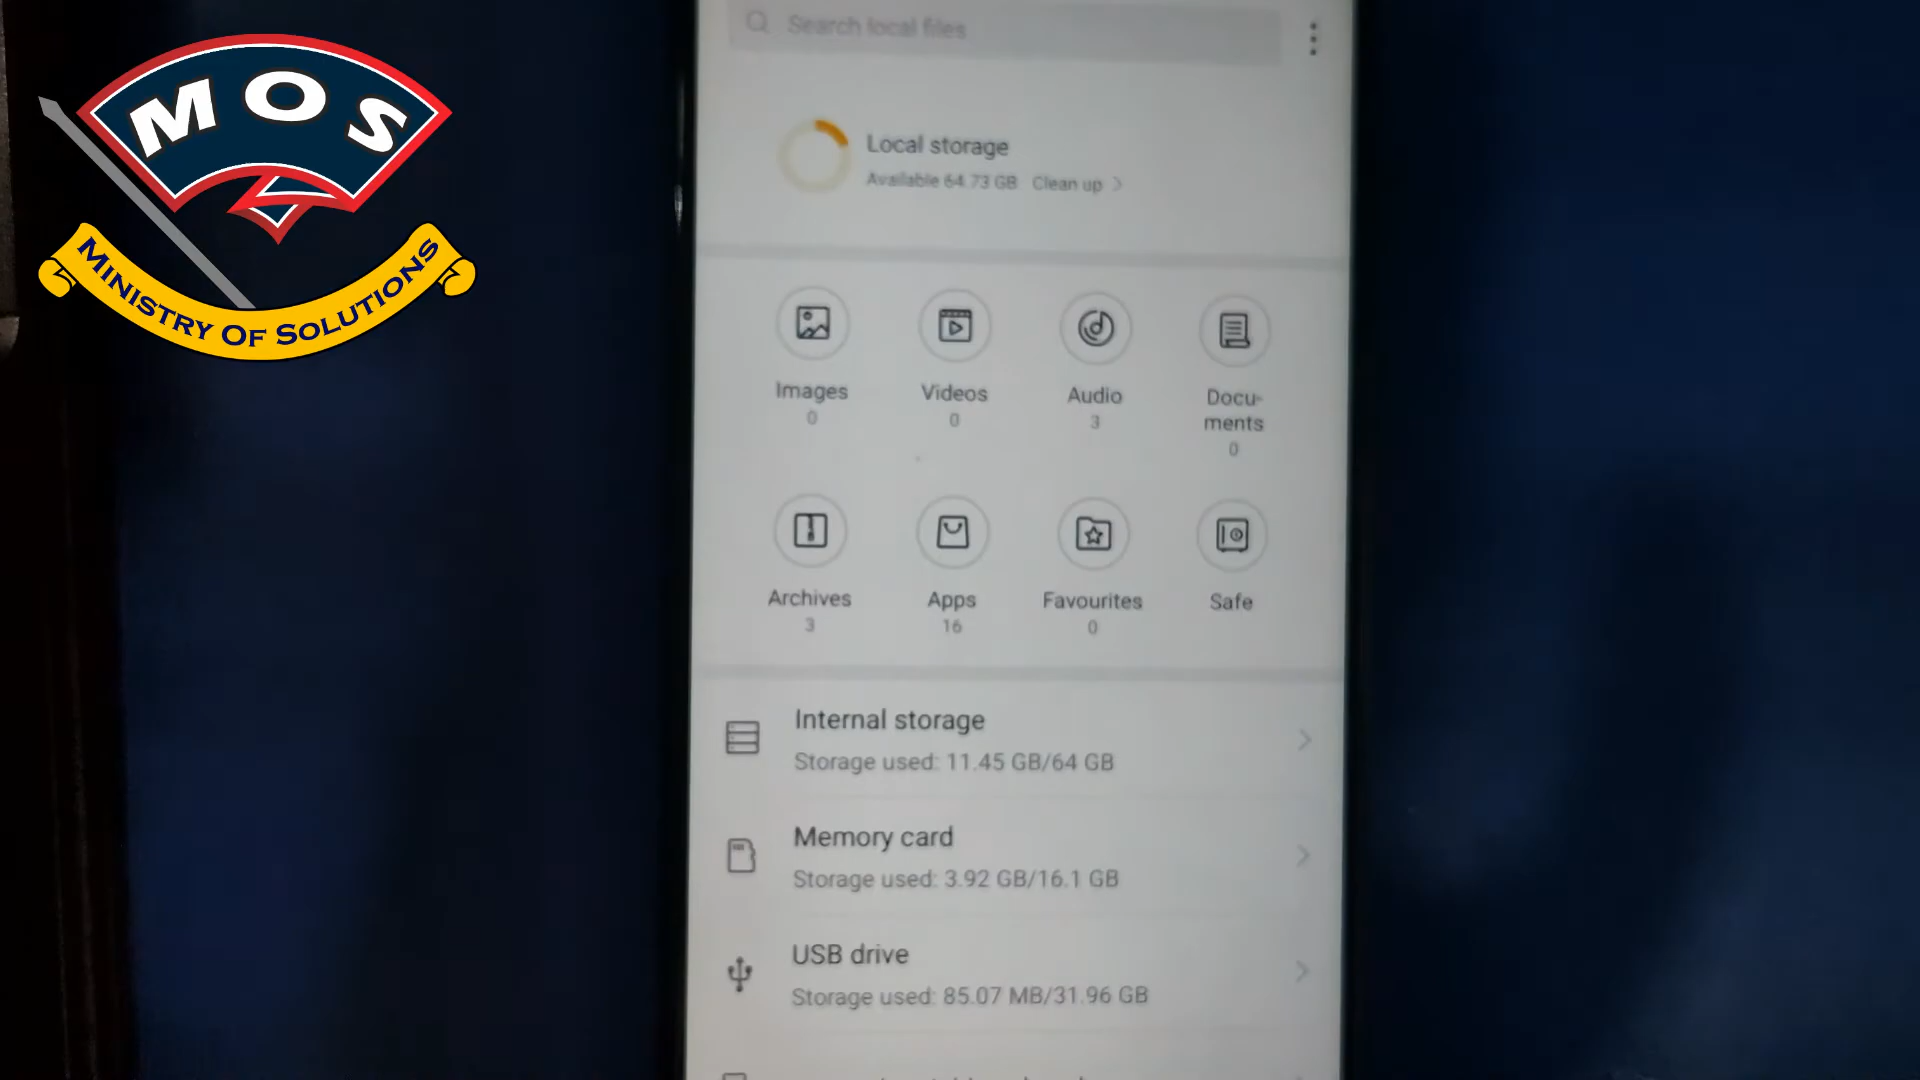 MOS
MINISTRY OF SOLUTIONS
Search local files
Local storage
Available 64.73 GB Clean up
Images
0
Videos
0
Audio
3
Docu-
ments
0
Archives
3
Apps
16
Favourites
0
Safe
Internal storage
Storage used: 11.45 GB/64 GB
Memory card
Storage used: 3.92 GB/16.1 GB
USB drive
Storage used: 85.07 MB/31.96 GB